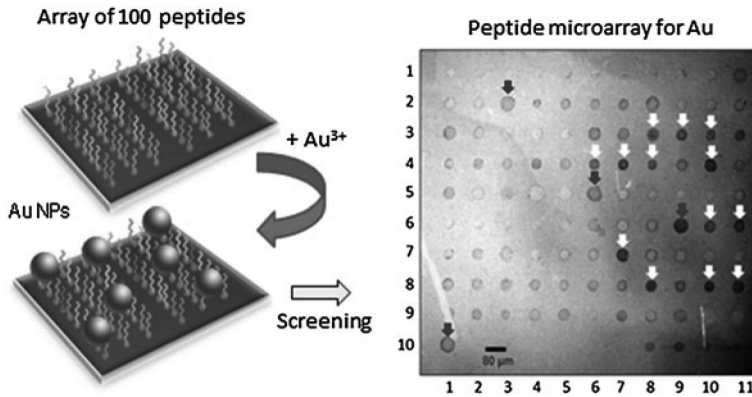 Array of 100 peptides
+ Au³⁺
Au NPs
Screening
Peptide microarray for Au
1
2
3
4
5
6
7
8
9
10
80 µm
1 2 3 4 5 6 7 8 9 10 11